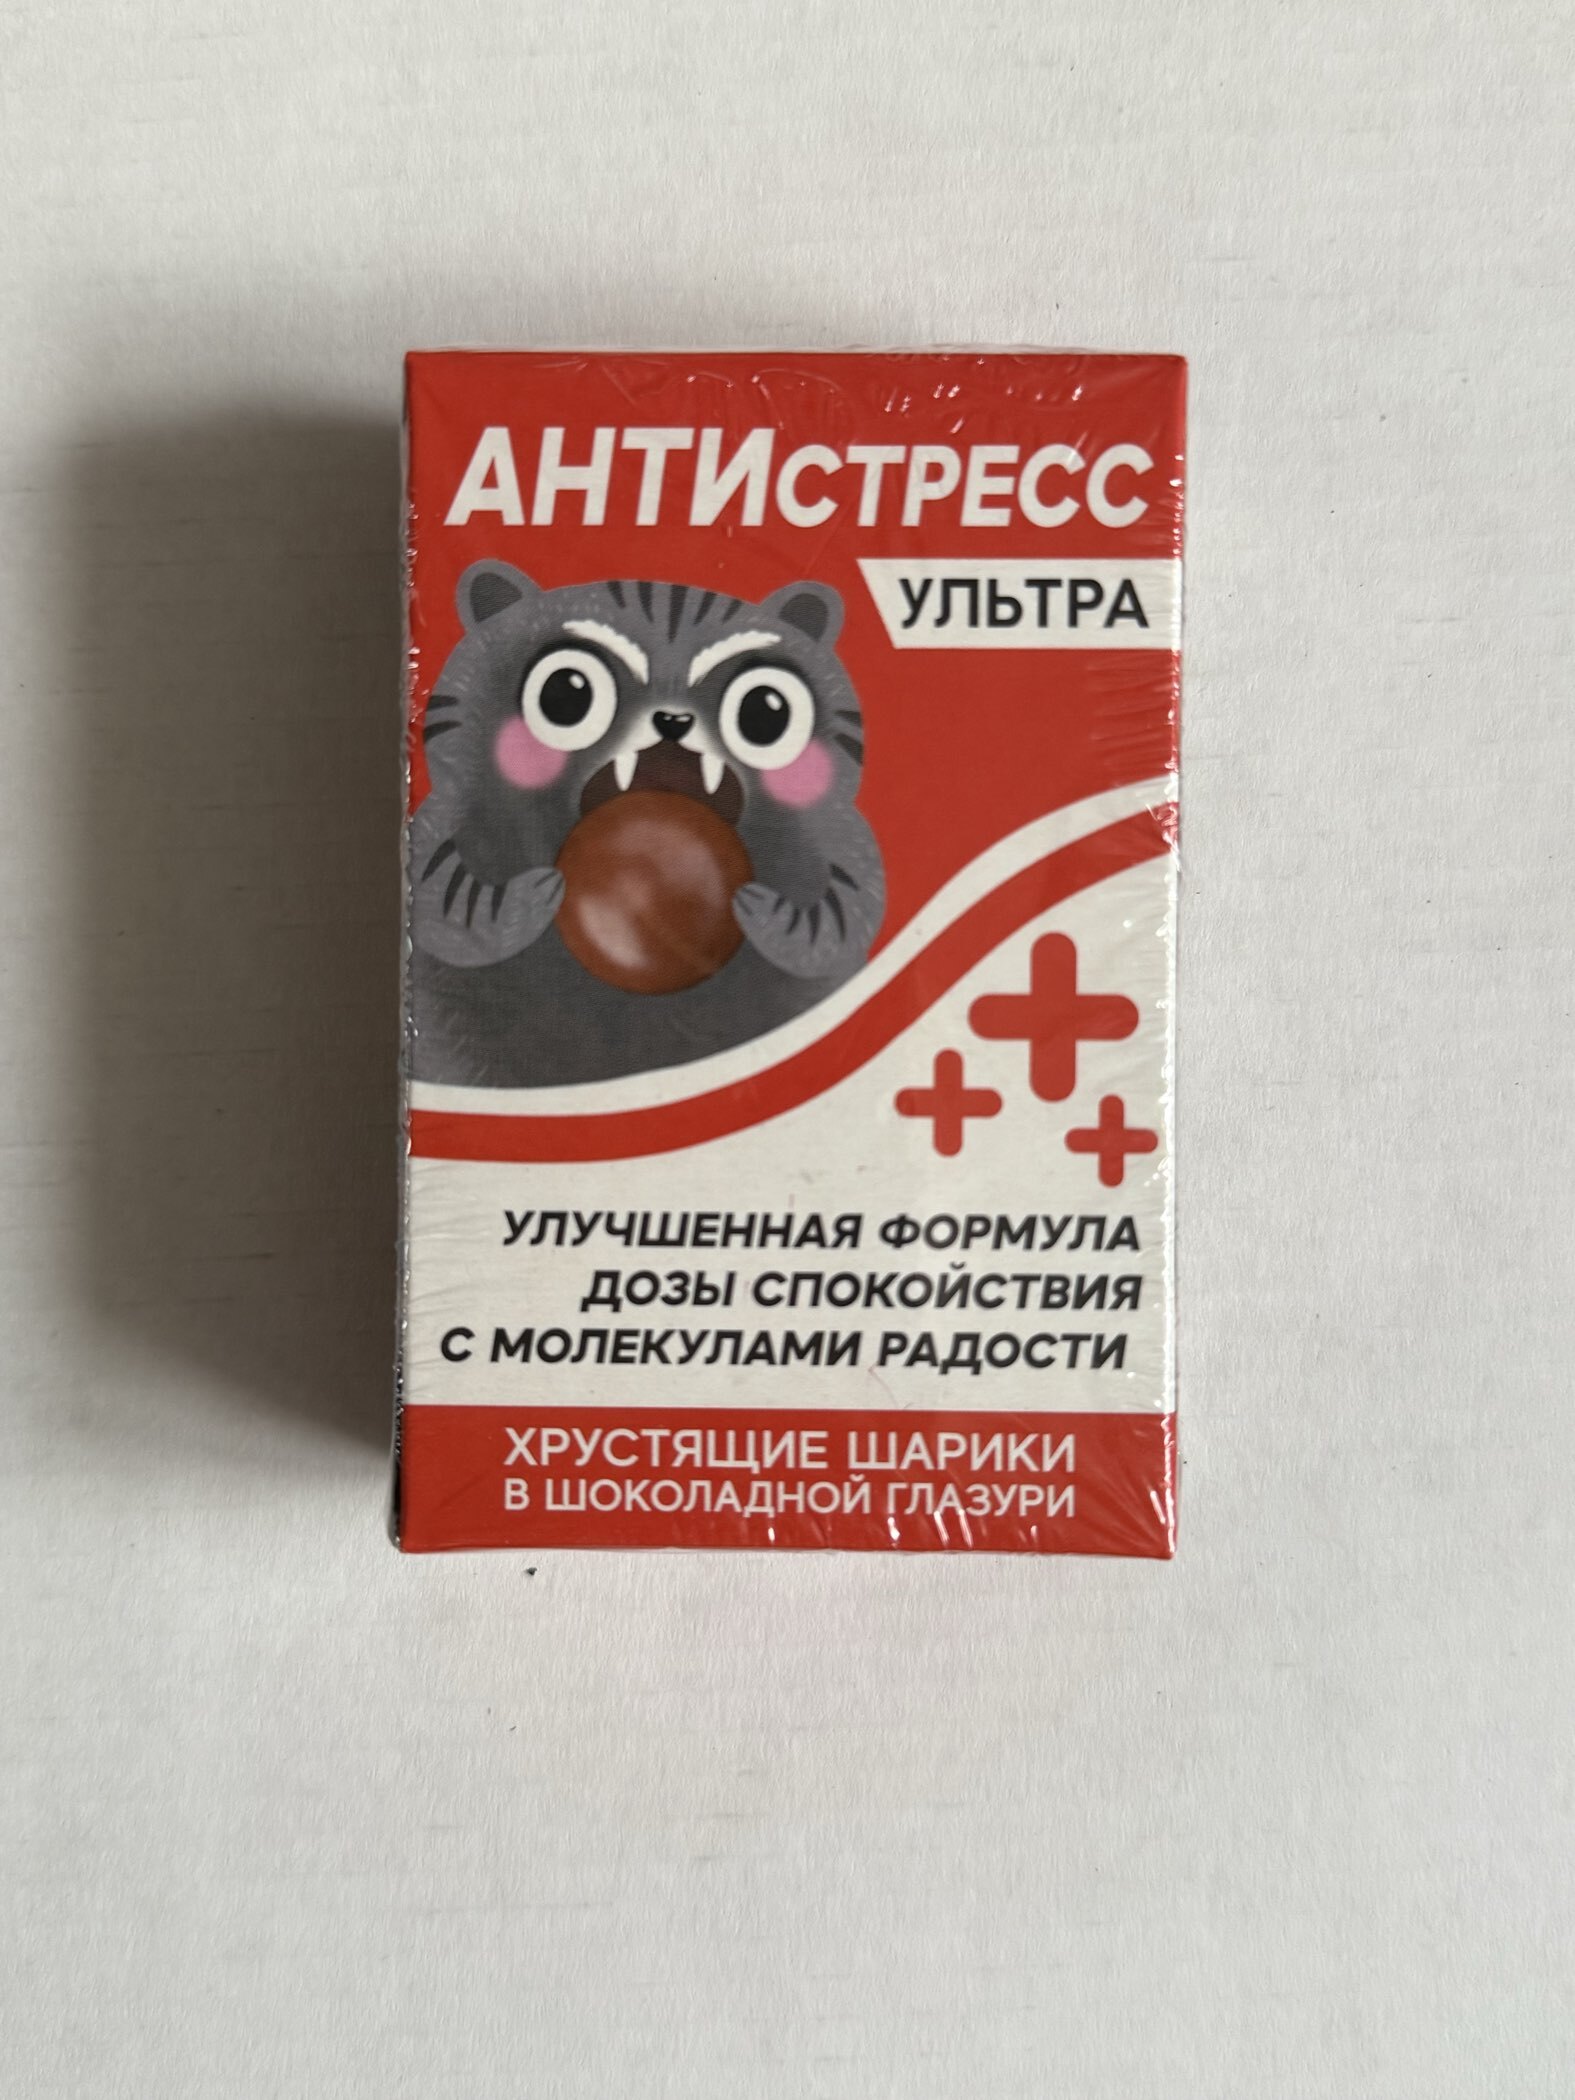 АНТИСТРЕСС
УЛЬТРА
УЛУЧШЕННАЯ ФОРМУЛА
ДОЗЫ СПОКОЙСТВИЯ
С МОЛЕКУЛАМИ РАДОСТИ
ХРУСТЯЩИЕ ШАРИКИ
В ШОКОЛАДНОЙ ГЛАЗУРИ